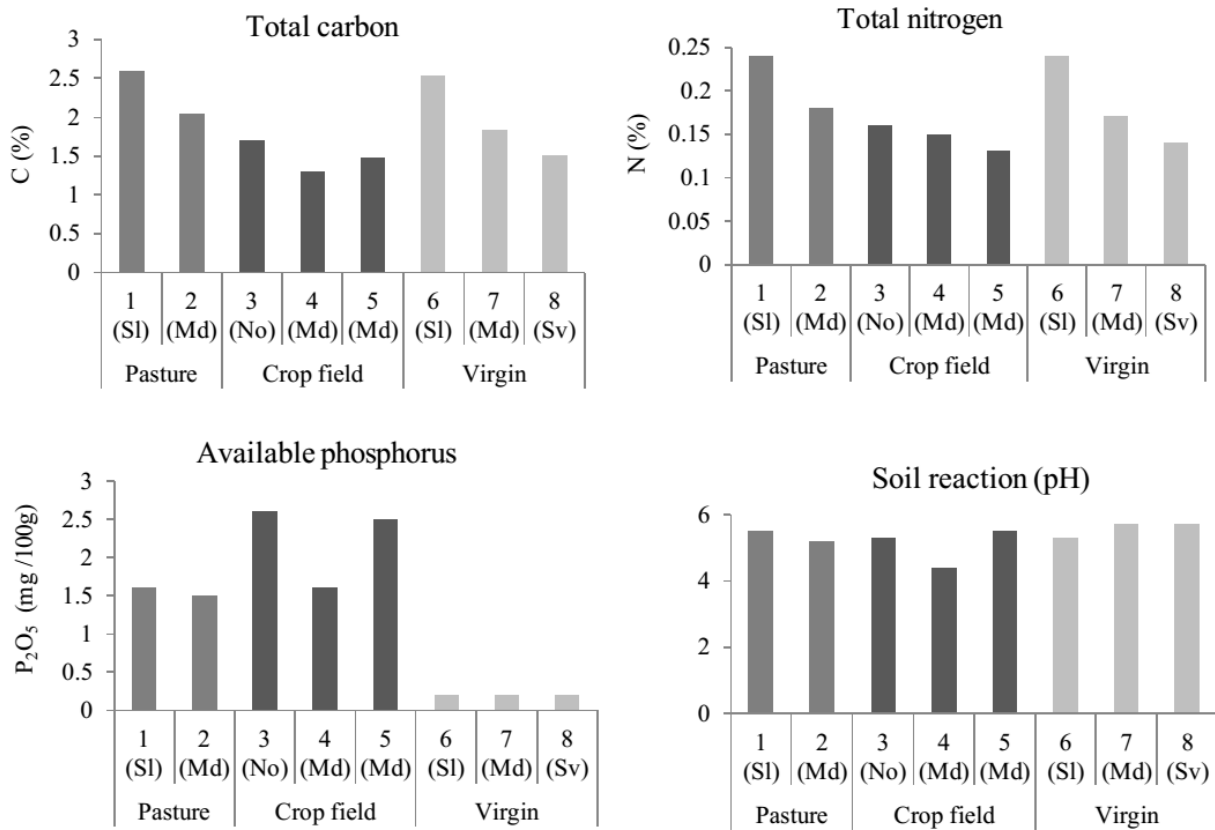 Total carbon
C (%)
3
2.5
2
1.5
1
0.5
0
1 2 3 4 5 6 7 8
(Sl) (Md) (No) (Md) (Md) (Sl) (Md) (Sv)
Pasture Crop field Virgin
Total nitrogen
N (%)
0.25
0.2
0.15
0.1
0.05
0
1 2 3 4 5 6 7 8
(Sl) (Md) (No) (Md) (Md) (Sl) (Md) (Sv)
Pasture Crop field Virgin
Available phosphorus
P₂O₅ (mg /100g)
3
2.5
2
1.5
1
0.5
0
1 2 3 4 5 6 7 8
(Sl) (Md) (No) (Md) (Md) (Sl) (Md) (Sv)
Pasture Crop field Virgin
Soil reaction (pH)
6
4
2
0
1 2 3 4 5 6 7 8
(Sl) (Md) (No) (Md) (Md) (Sl) (Md) (Sv)
Pasture Crop field Virgin